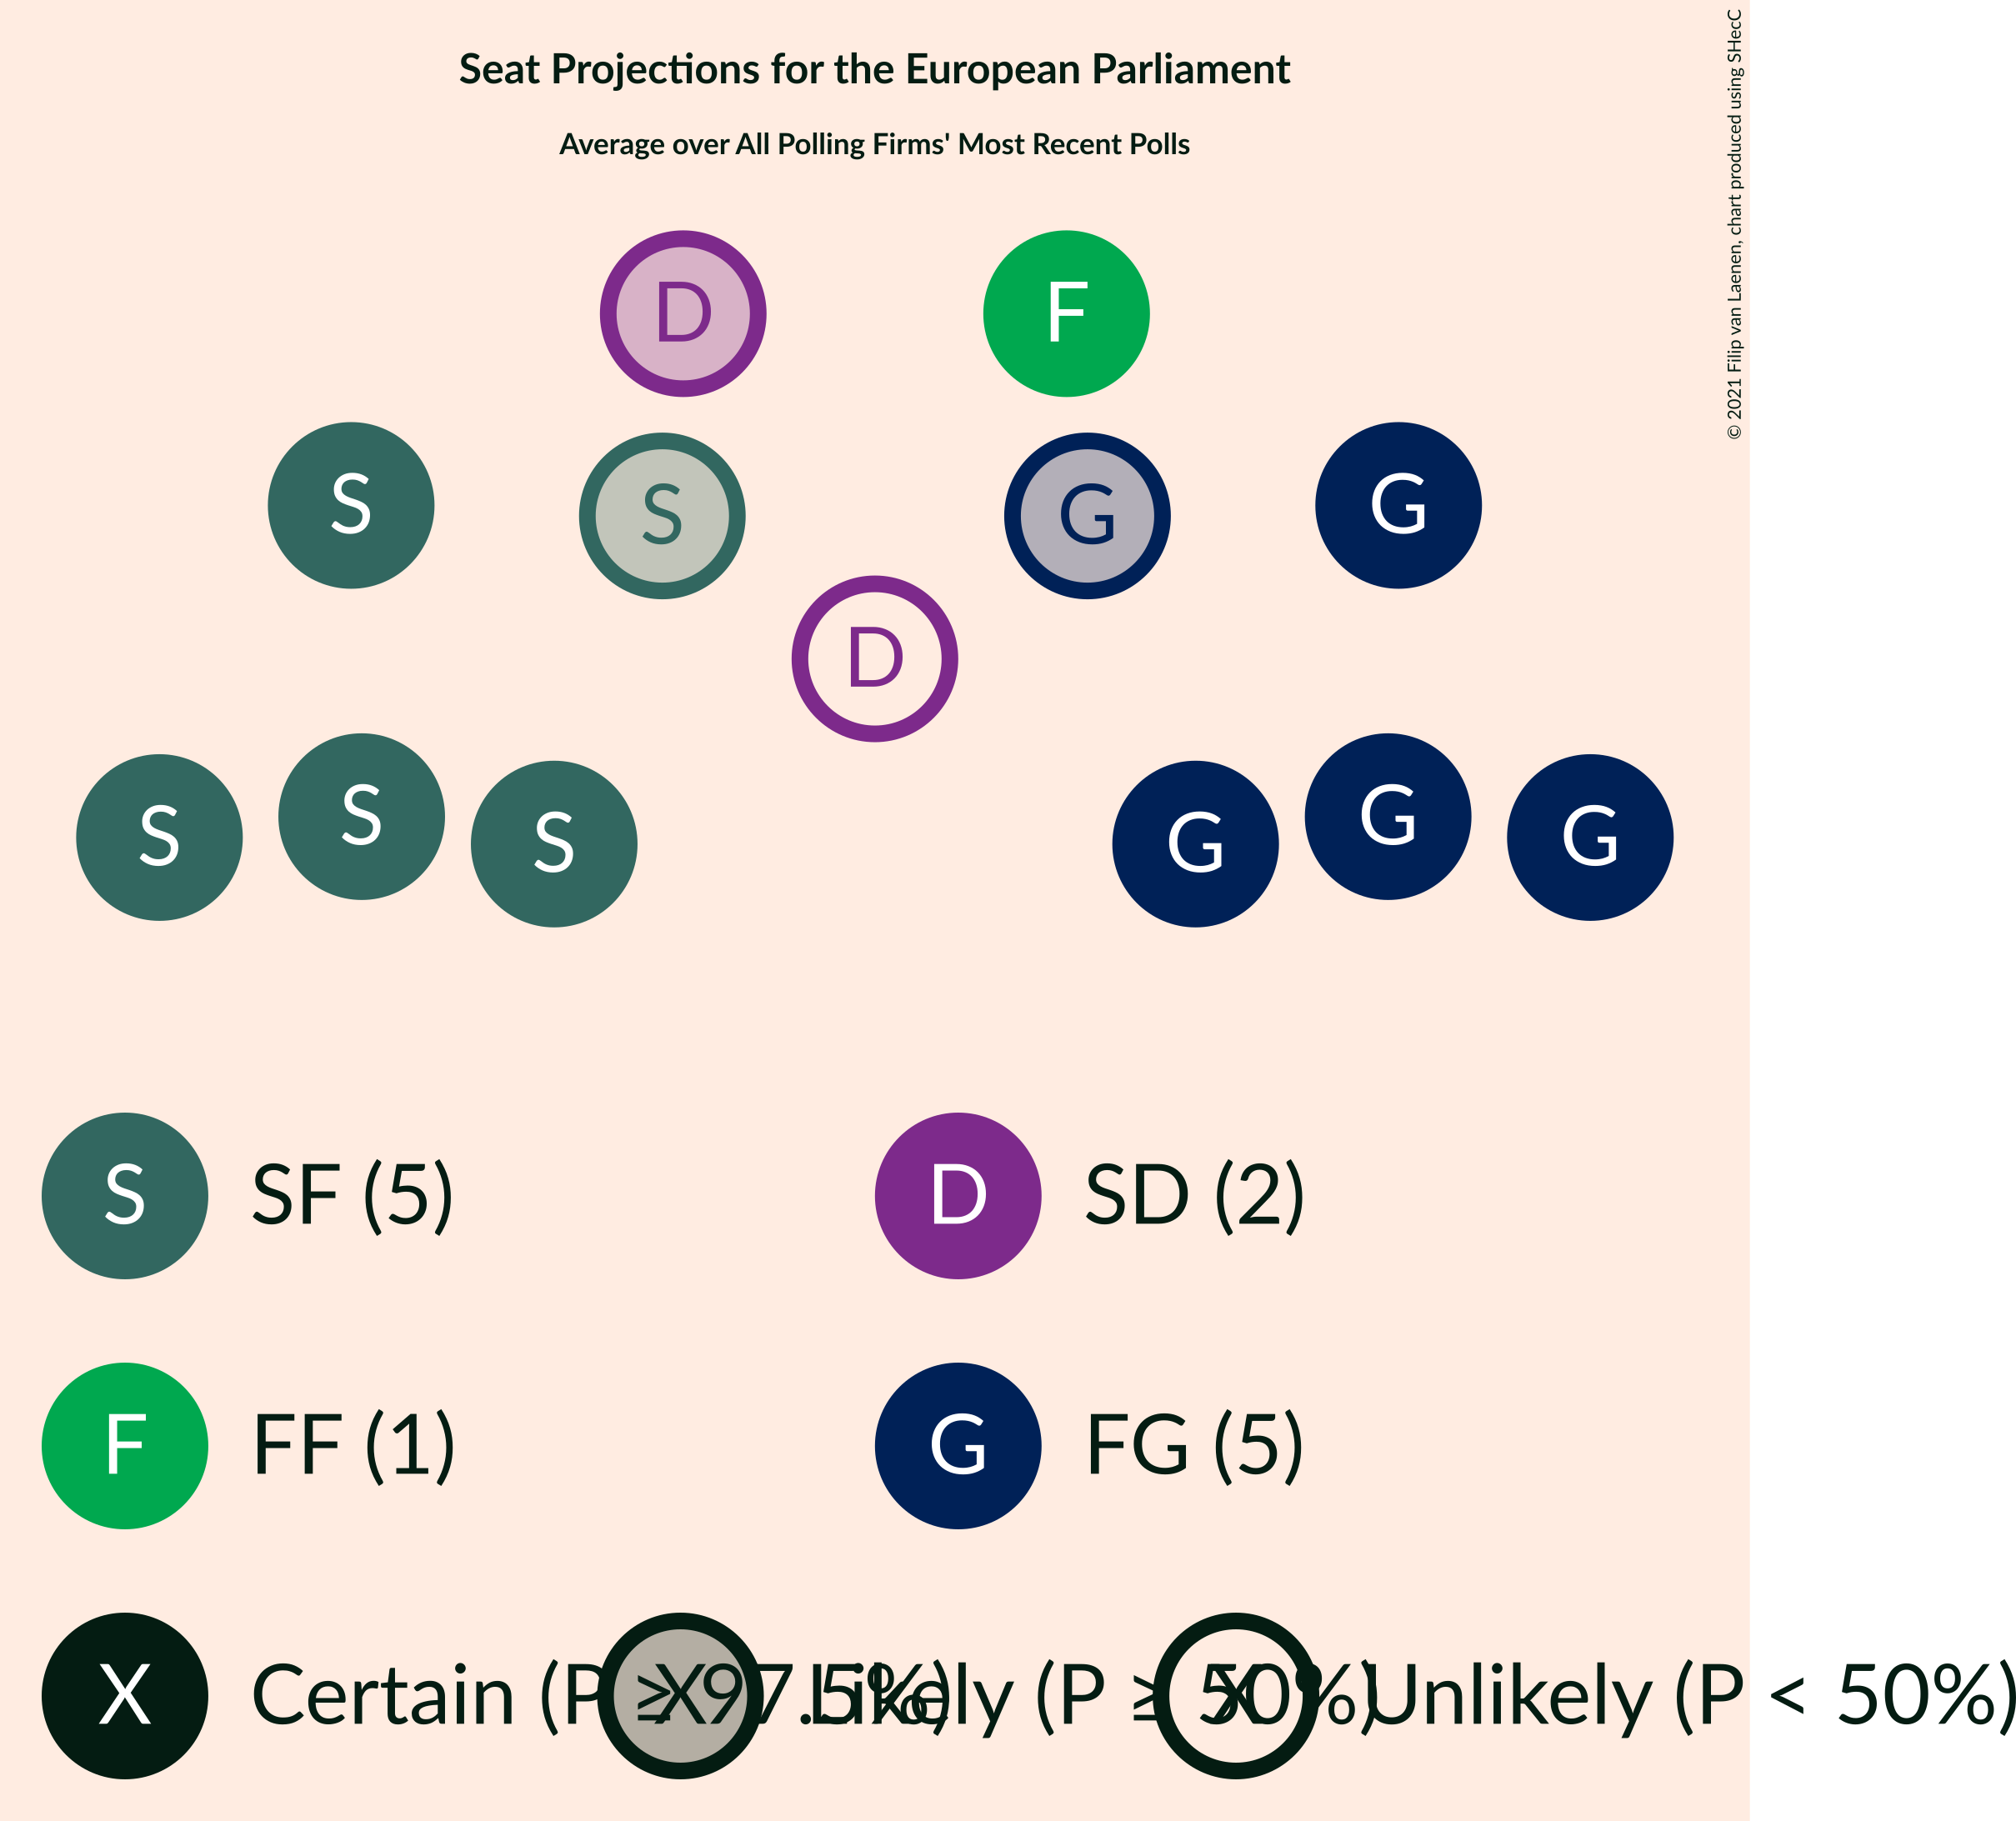 Seat Projections for the European Parliament
Average over All Polling Firms' Most Recent Polls
© 2021 Filip van Laenen, chart produced using SHecC
D F
S S G G
D
S S S G G G
S SF (5) D SD (2)
F FF (1) G FG (5)
X Certain (P ≥ 97.5%) X Likely (P ≥ 50%) X Unlikely (P < 50%)